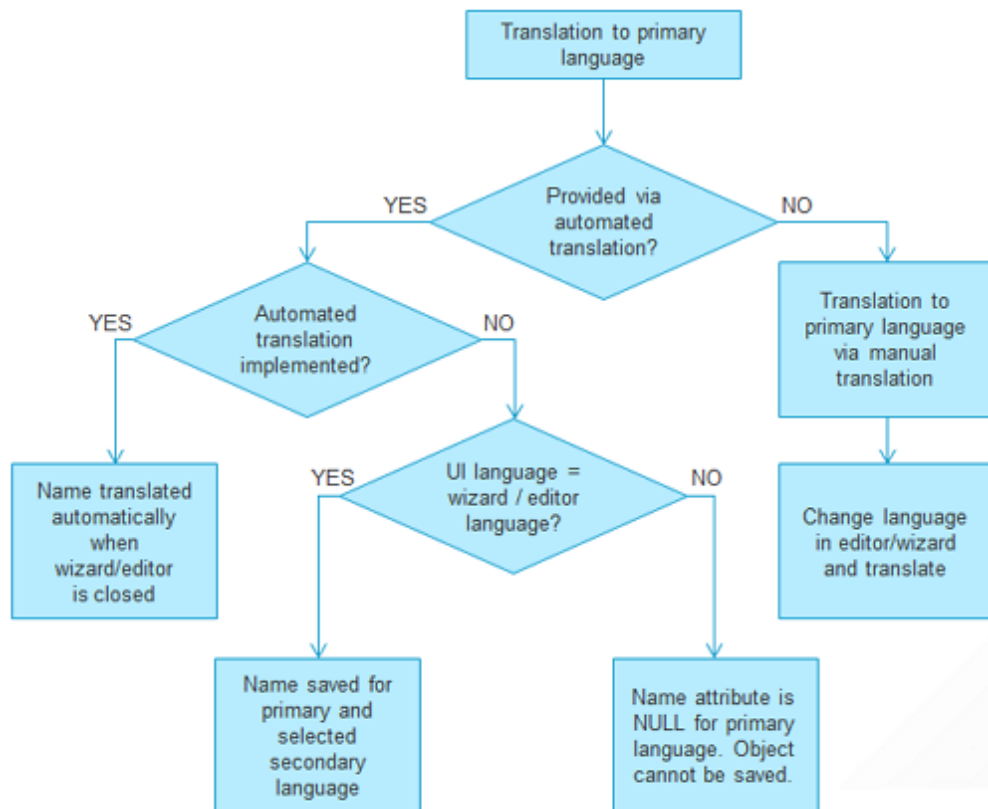 Translation to primary
language
YES
Provided via
automated
translation?
NO
YES
Automated
translation
implemented?
NO
Translation to
primary language
via manual
translation
Name translated
automatically
when
wizard/editor
is closed
YES
UI language =
wizard / editor
language?
NO
Change language
in editor/wizard
and translate
Name saved for
primary and
selected
secondary
language
Name attribute is
NULL for primary
language. Object
cannot be saved.